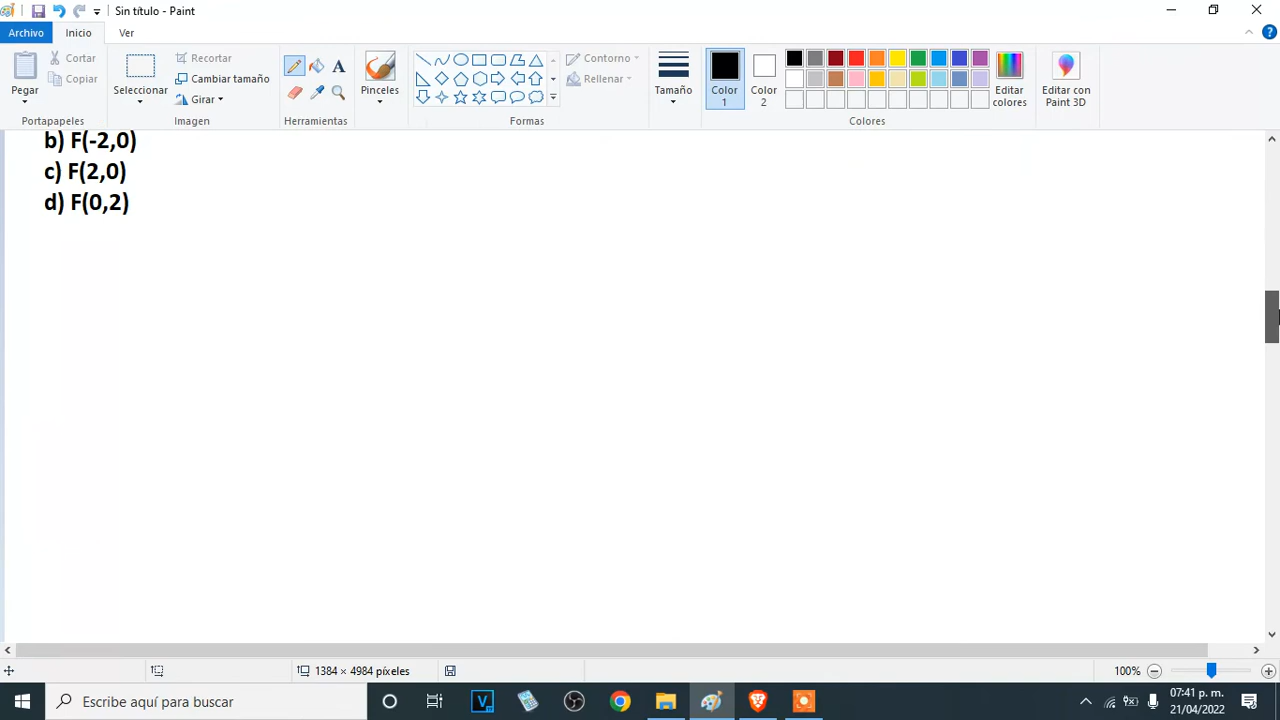 Sin título - Paint
Archivo
Inicio
Ver
Pegar
Cortar
Copiar
Portapapeles
Seleccionar
Recortar
Cambiar tamaño
Girar
Imagen
A
Herramientas
Pinceles
Contorno
Rellenar
Formas
Tamaño
Color
1
Color
2
Editar
colores
Colores
Editar con
Paint 3D
b) F(-2,0)
c) F(2,0)
d) F(0,2)
1384 × 4984 píxeles
100%
Escribe aquí para buscar
V
07:41 p. m.
21/04/2022